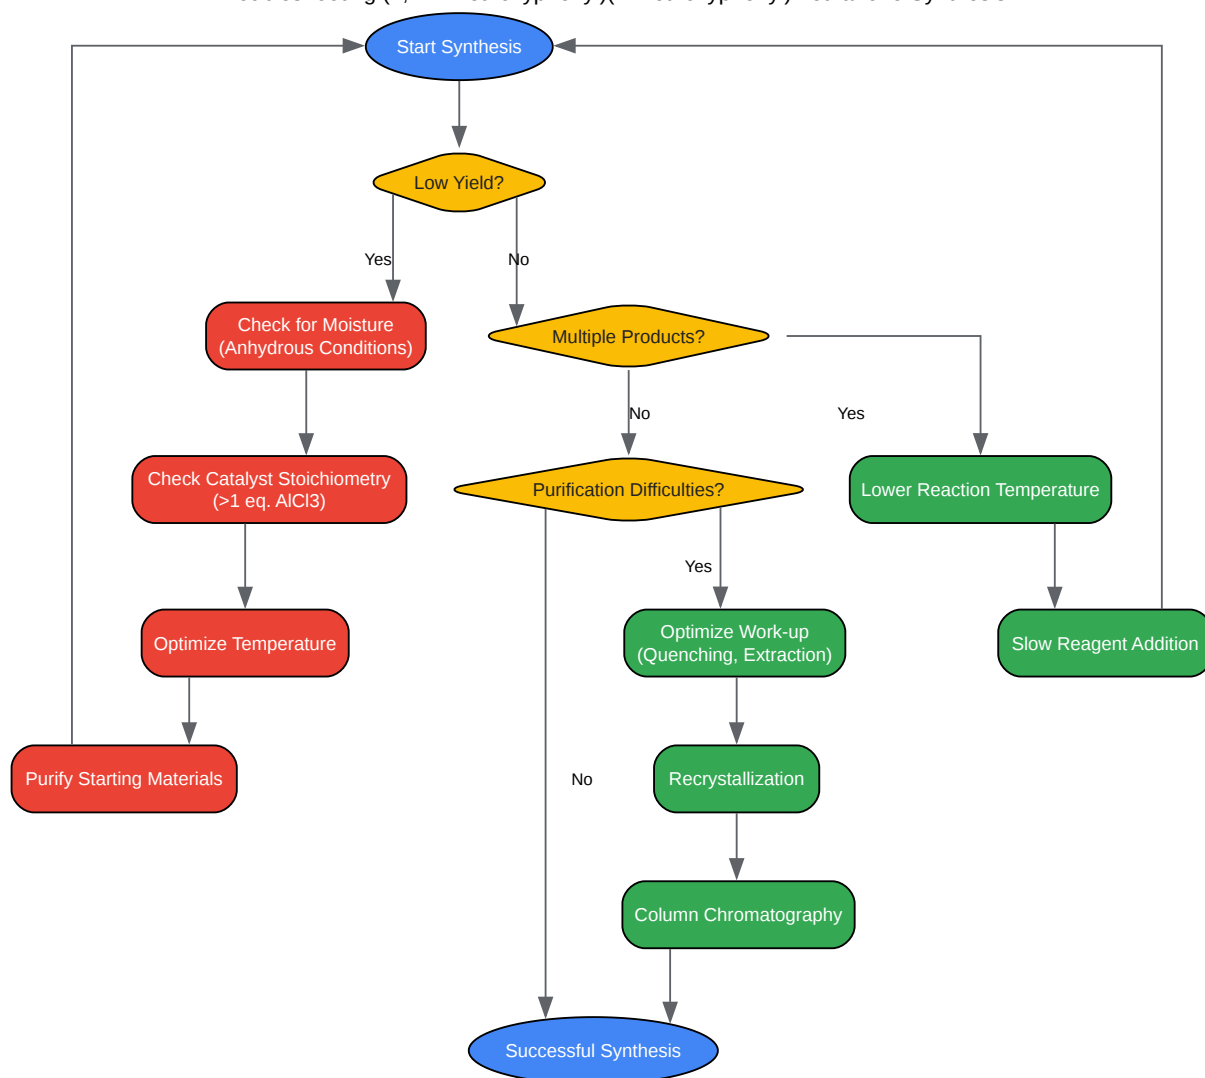 Start Synthesis
Low Yield?
Yes
No
Check for Moisture
(Anhydrous Conditions)
Multiple Products?
No
Yes
Check Catalyst Stoichiometry
(>1 eq. AlCl3)
Purification Difficulties?
Lower Reaction Temperature
Yes
Optimize Temperature
Optimize Work-up
(Quenching, Extraction)
Slow Reagent Addition
Purify Starting Materials
No
Recrystallization
Column Chromatography
Successful Synthesis